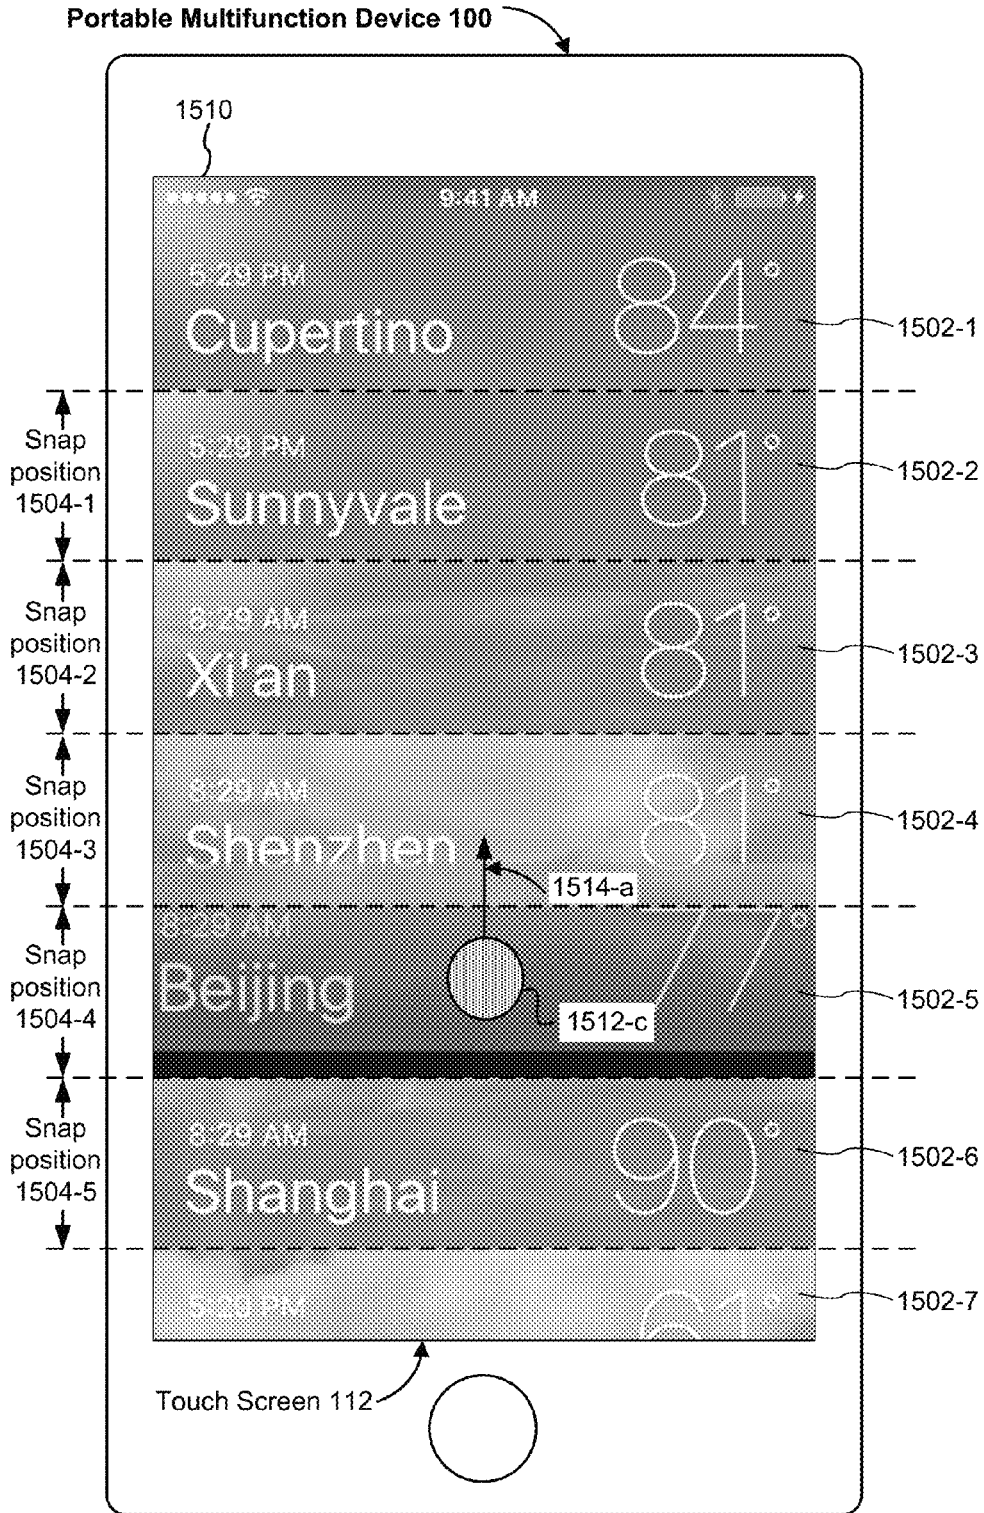 Portable Multifunction Device 100
1510
9:41 AM
5:29 PM
84°
Cupertino
1502-1
Snap
position
1504-1
5:29 PM
81°
Sunnyvale
1502-2
Snap
position
1504-2
8:29 AM
81°
Xi'an
1502-3
Snap
position
1504-3
8:29 AM
81°
Shenzhen
1502-4
1514-a
Snap
position
1504-4
8:29 AM
77°
Beijing
1502-5
1512-c
Snap
position
1504-5
8:29 AM
90°
Shanghai
1502-6
5:29 PM
81°
1502-7
Touch Screen 112